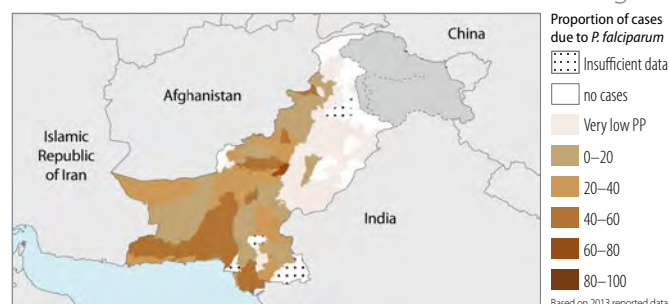 China
Afghanistan
Islamic
Republic
of Iran
India
Proportion of cases
due to P. falciparum
Insufficient data
no cases
Very low PP
0–20
20–40
40–60
60–80
80–100
Based on 2013 reported data